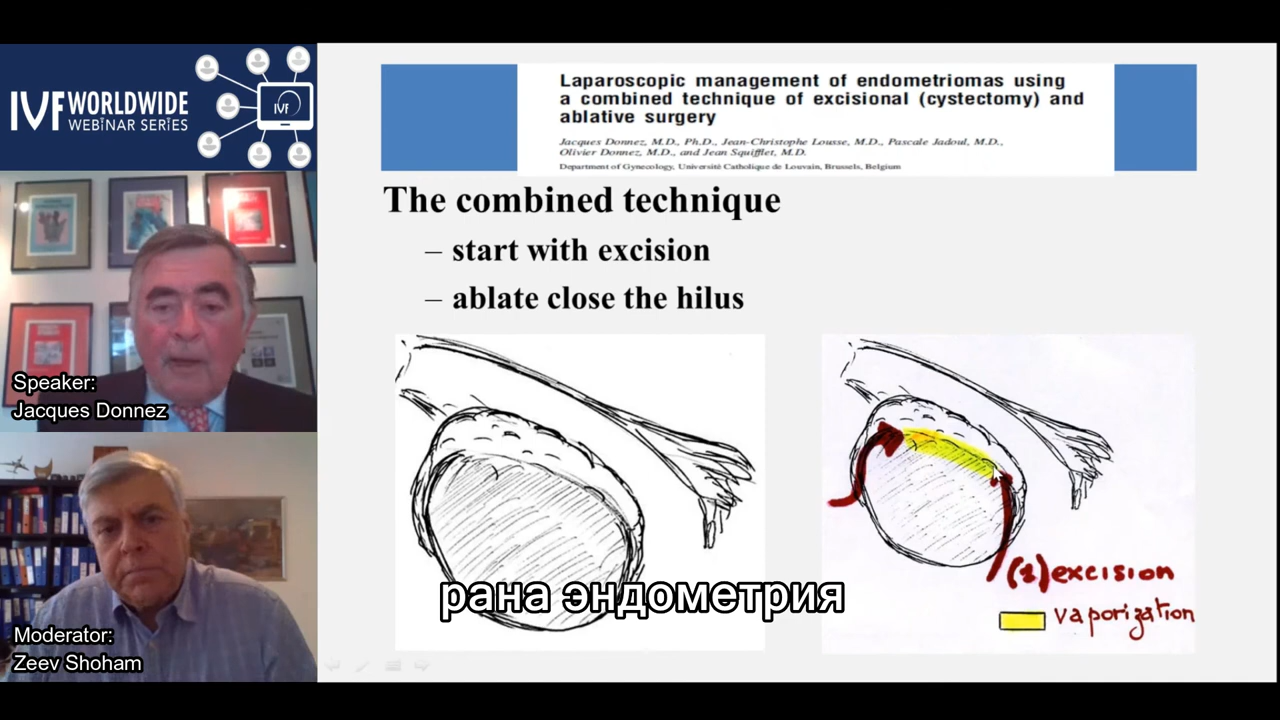 IVF WORLDWIDE
WEBINAR SERIES
IVF
Speaker:
Jacques Donnez
Moderator:
Zeev Shoham
Laparoscopic management of endometriomas using
a combined technique of excisional (cystectomy) and
ablative surgery
Jacques Donnez, M.D., Ph.D., Jean-Christophe Lousse, M.D., Pascale Jadoul, M.D.,
Olivier Donnez, M.D., and Jean Squifflet, M.D.
Department of Gynecology, Université Catholique de Louvain, Brussels, Belgium
The combined technique
– start with excision
– ablate close the hilus
(1) excision
vaporization
рана эндометрия